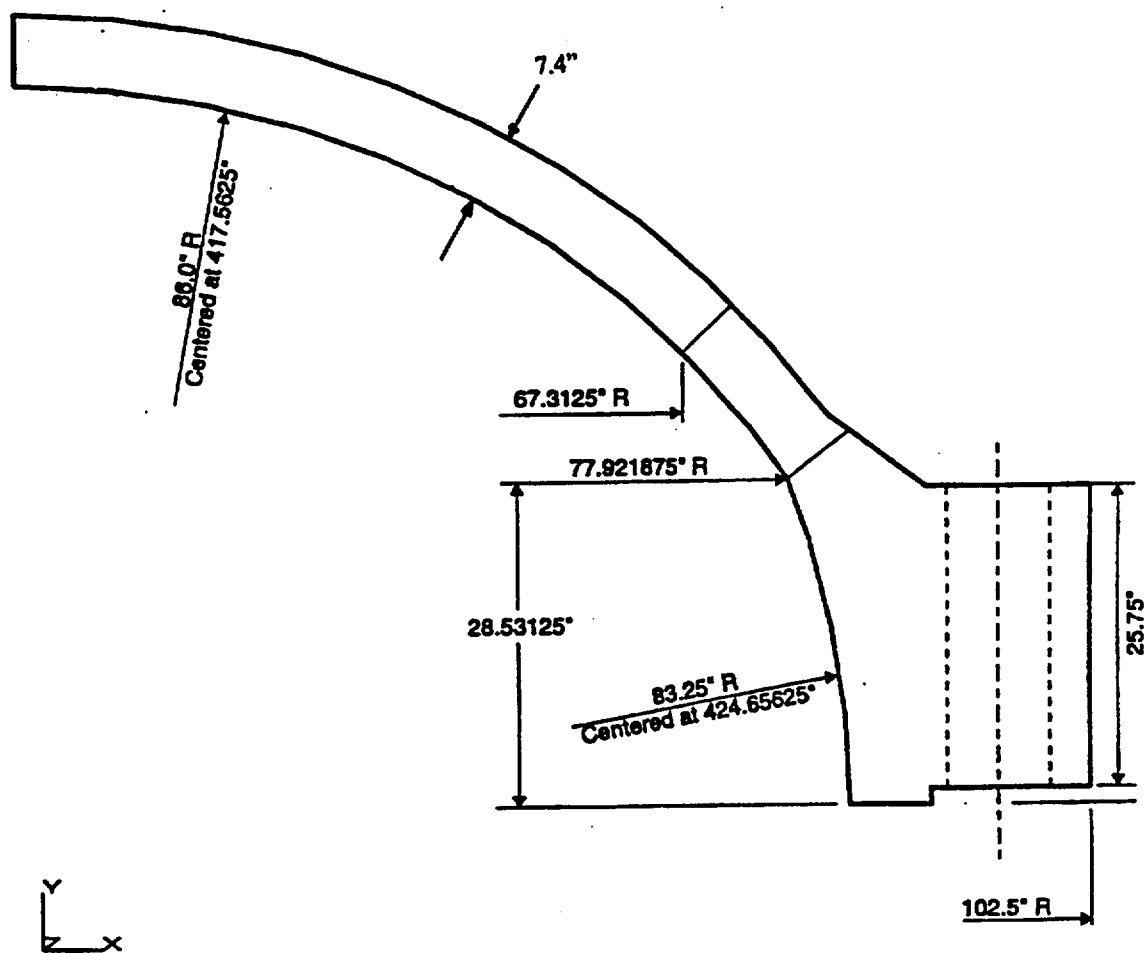 7.4"
86.0" R
Centered at 417.5625"
67.3125" R
77.921875" R
28.53125"
25.75"
83.25" R
Centered at 424.65625"
102.5" R
Y
Z X